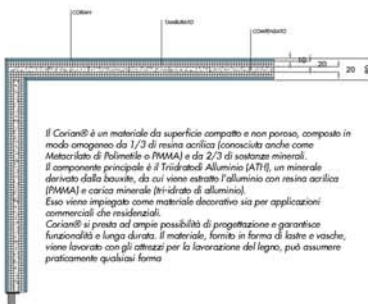 CORIAN
TAMBURATO
COMPENSATO
10
20
20
Il Corian® è un materiale da superficie compatto e non poroso, composto in
modo omogeneo da 1/3 di resina acrilica (conosciuta anche come
Metacrilato di Polimetile o PMMA) e da 2/3 di sostanze minerali.
Il componente principale è il Triidratodi Alluminio (ATH), un minerale
derivato dalla bauxite, da cui viene estratto l'alluminio con resina acrilica
(PMMA) e carica minerale (tri-idrato di alluminio).
Esso viene impiegato come materiale decorativo sia per applicazioni
commerciali che residenziali.
Corian® si presta ad ampie possibilità di progettazione e garantisce
funzionalità e lunga durata. Il materiale, fornito in forma di lastre e vasche,
viene lavorato con gli attrezzi per la lavorazione del legno, può assumere
praticamente qualsiasi forma